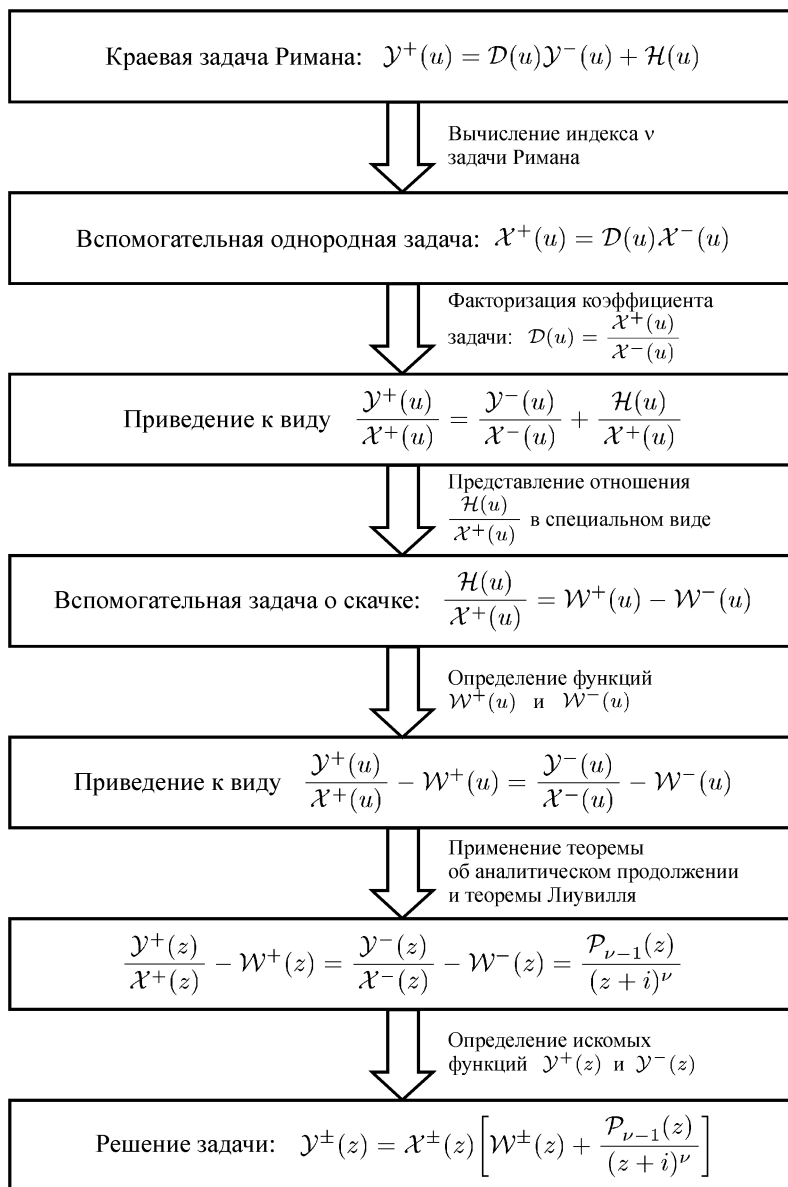 Краевая задача Римана: 𝒴⁺(u) = 𝒟(u)𝒴⁻(u) + ℋ(u)
Вычисление индекса ν
задачи Римана
Вспомогательная однородная задача: 𝒳⁺(u) = 𝒟(u)𝒳⁻(u)
Факторизация коэффициента
задачи: 𝒟(u) = 𝒳⁺(u) / 𝒳⁻(u)
Приведение к виду 𝒴⁺(u) / 𝒳⁺(u) = 𝒴⁻(u) / 𝒳⁻(u) + ℋ(u) / 𝒳⁺(u)
Представление отношения
ℋ(u) / 𝒳⁺(u) в специальном виде
Вспомогательная задача о скачке: ℋ(u) / 𝒳⁺(u) = 𝒲⁺(u) − 𝒲⁻(u)
Определение функций
𝒲⁺(u) и 𝒲⁻(u)
Приведение к виду 𝒴⁺(u) / 𝒳⁺(u) − 𝒲⁺(u) = 𝒴⁻(u) / 𝒳⁻(u) − 𝒲⁻(u)
Применение теоремы
об аналитическом продолжении
и теоремы Лиувилля
𝒴⁺(z) / 𝒳⁺(z) − 𝒲⁺(z) = 𝒴⁻(z) / 𝒳⁻(z) − 𝒲⁻(z) = 𝒫_{ν−1}(z) / (z + i)^ν
Определение искомых
функций 𝒴⁺(z) и 𝒴⁻(z)
Решение задачи: 𝒴^±(z) = 𝒳^±(z)[𝒲^±(z) + 𝒫_{ν−1}(z) / (z + i)^ν]